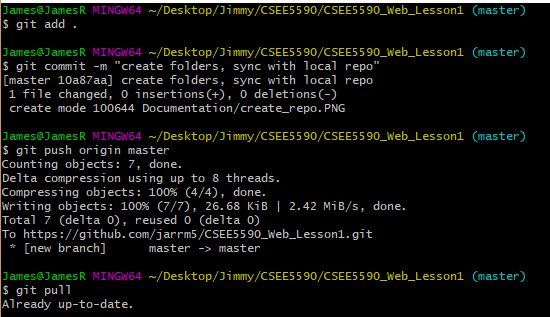 James@JamesR MINGW64 ~/Desktop/Jimmy/CSEE5590/CSEE5590_Web_Lesson1 (master)
$ git add .
James@JamesR MINGW64 ~/Desktop/Jimmy/CSEE5590/CSEE5590_Web_Lesson1 (master)
$ git commit -m "create folders, sync with local repo"
[master 10a87aa] create folders, sync with local repo
1 file changed, 0 insertions(+), 0 deletions(-)
create mode 100644 Documentation/create_repo.PNG
James@JamesR MINGW64 ~/Desktop/Jimmy/CSEE5590/CSEE5590_Web_Lesson1 (master)
$ git push origin master
Counting objects: 7, done.
Delta compression using up to 8 threads.
Compressing objects: 100% (4/4), done.
Writing objects: 100% (7/7), 26.68 KiB | 2.42 MiB/s, done.
Total 7 (delta 0), reused 0 (delta 0)
To https://github.com/jarrm5/CSEE5590_Web_Lesson1.git
* [new branch]      master -> master
James@JamesR MINGW64 ~/Desktop/Jimmy/CSEE5590/CSEE5590_Web_Lesson1 (master)
$ git pull
Already up-to-date.